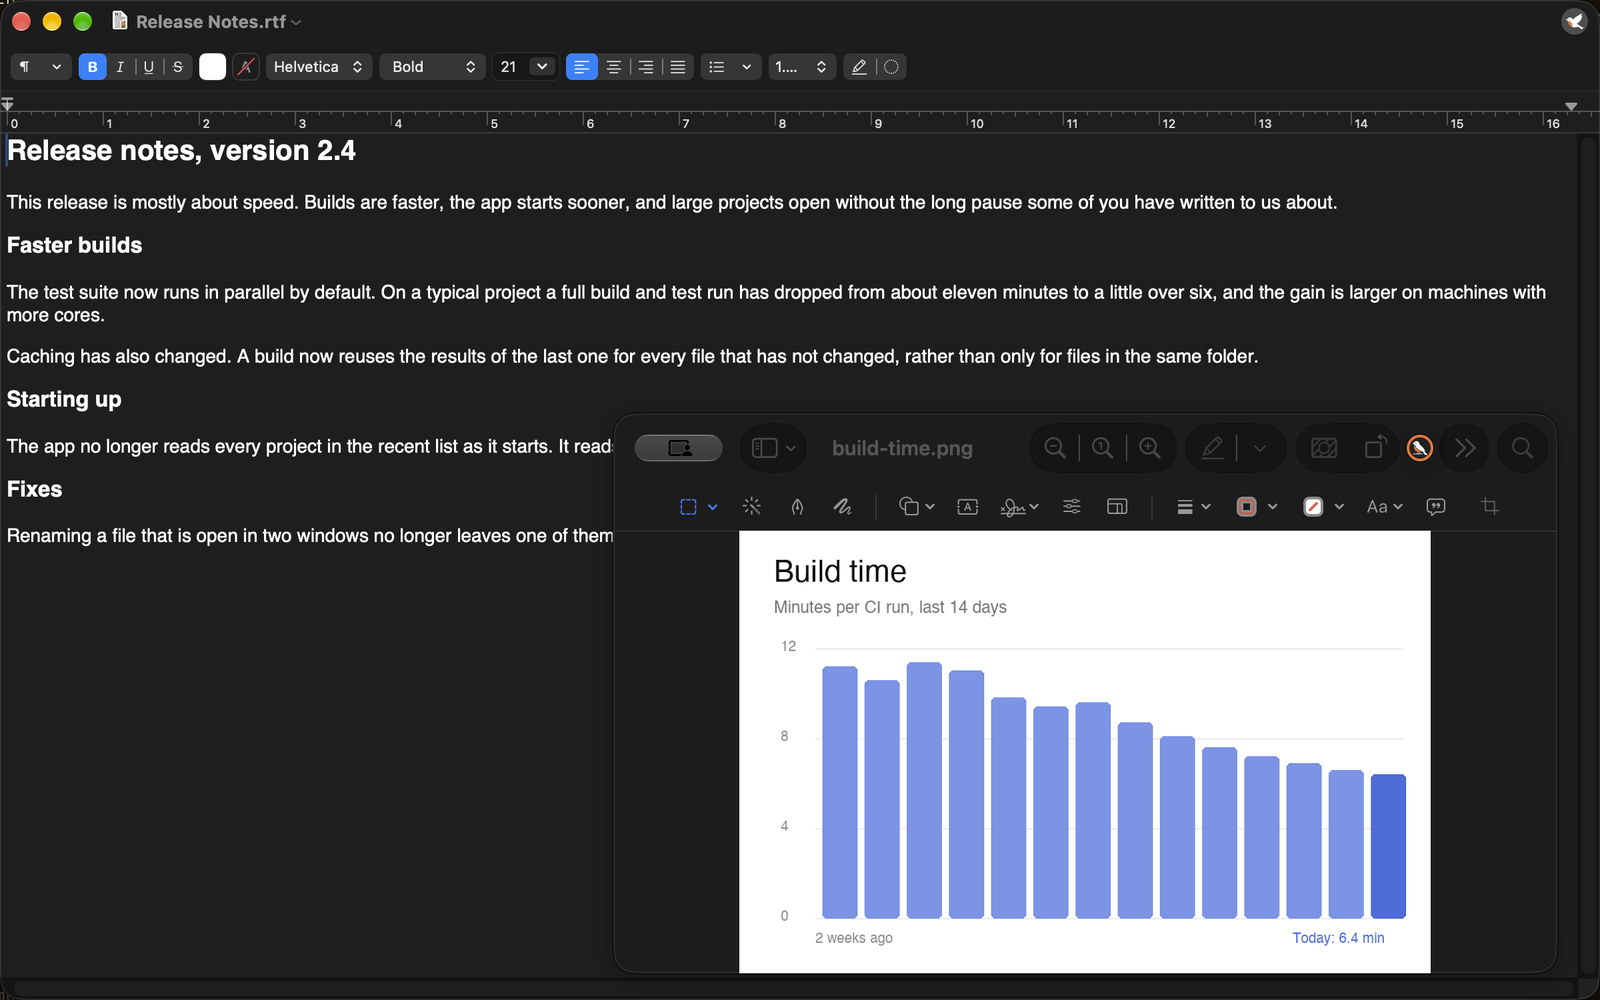 Release Notes.rtf
¶ B I U S A Helvetica Bold 21 1....
0 1 2 3 4 5 6 7 8 9 10 11 12 13 14 15 16
Release notes, version 2.4
This release is mostly about speed. Builds are faster, the app starts sooner, and large projects open without the long pause some of you have written to us about.
Faster builds
The test suite now runs in parallel by default. On a typical project a full build and test run has dropped from about eleven minutes to a little over six, and the gain is larger on machines with
more cores.
Caching has also changed. A build now reuses the results of the last one for every file that has not changed, rather than only for files in the same folder.
Starting up
The app no longer reads every project in the recent list as it starts. It read
Fixes
Renaming a file that is open in two windows no longer leaves one of them
build-time.png
A Aa
Build time
Minutes per CI run, last 14 days
12
8
4
0
2 weeks ago Today: 6.4 min